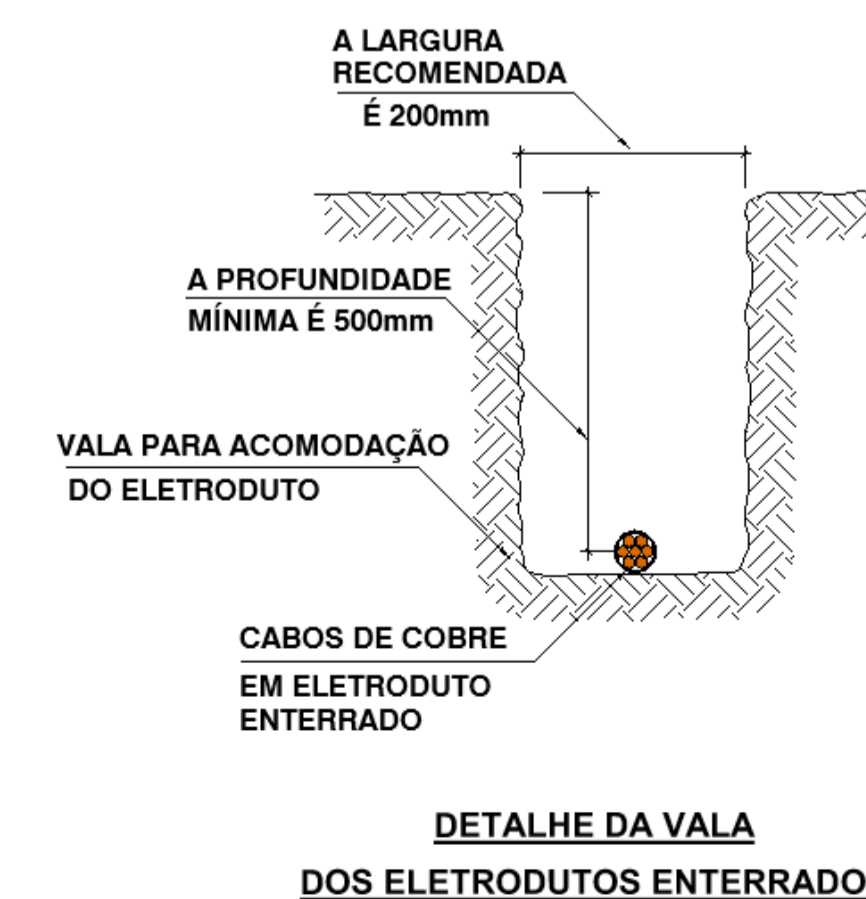 A LARGURA
RECOMENDADA
É 200mm
A PROFUNDIDADE
MÍNIMA É 500mm
VALA PARA ACOMODAÇÃO
DO ELETRODUTO
CABOS DE COBRE
EM ELETRODUTO
ENTERRADO
DETALHE DA VALA
DOS ELETRODUTOS ENTERRADO